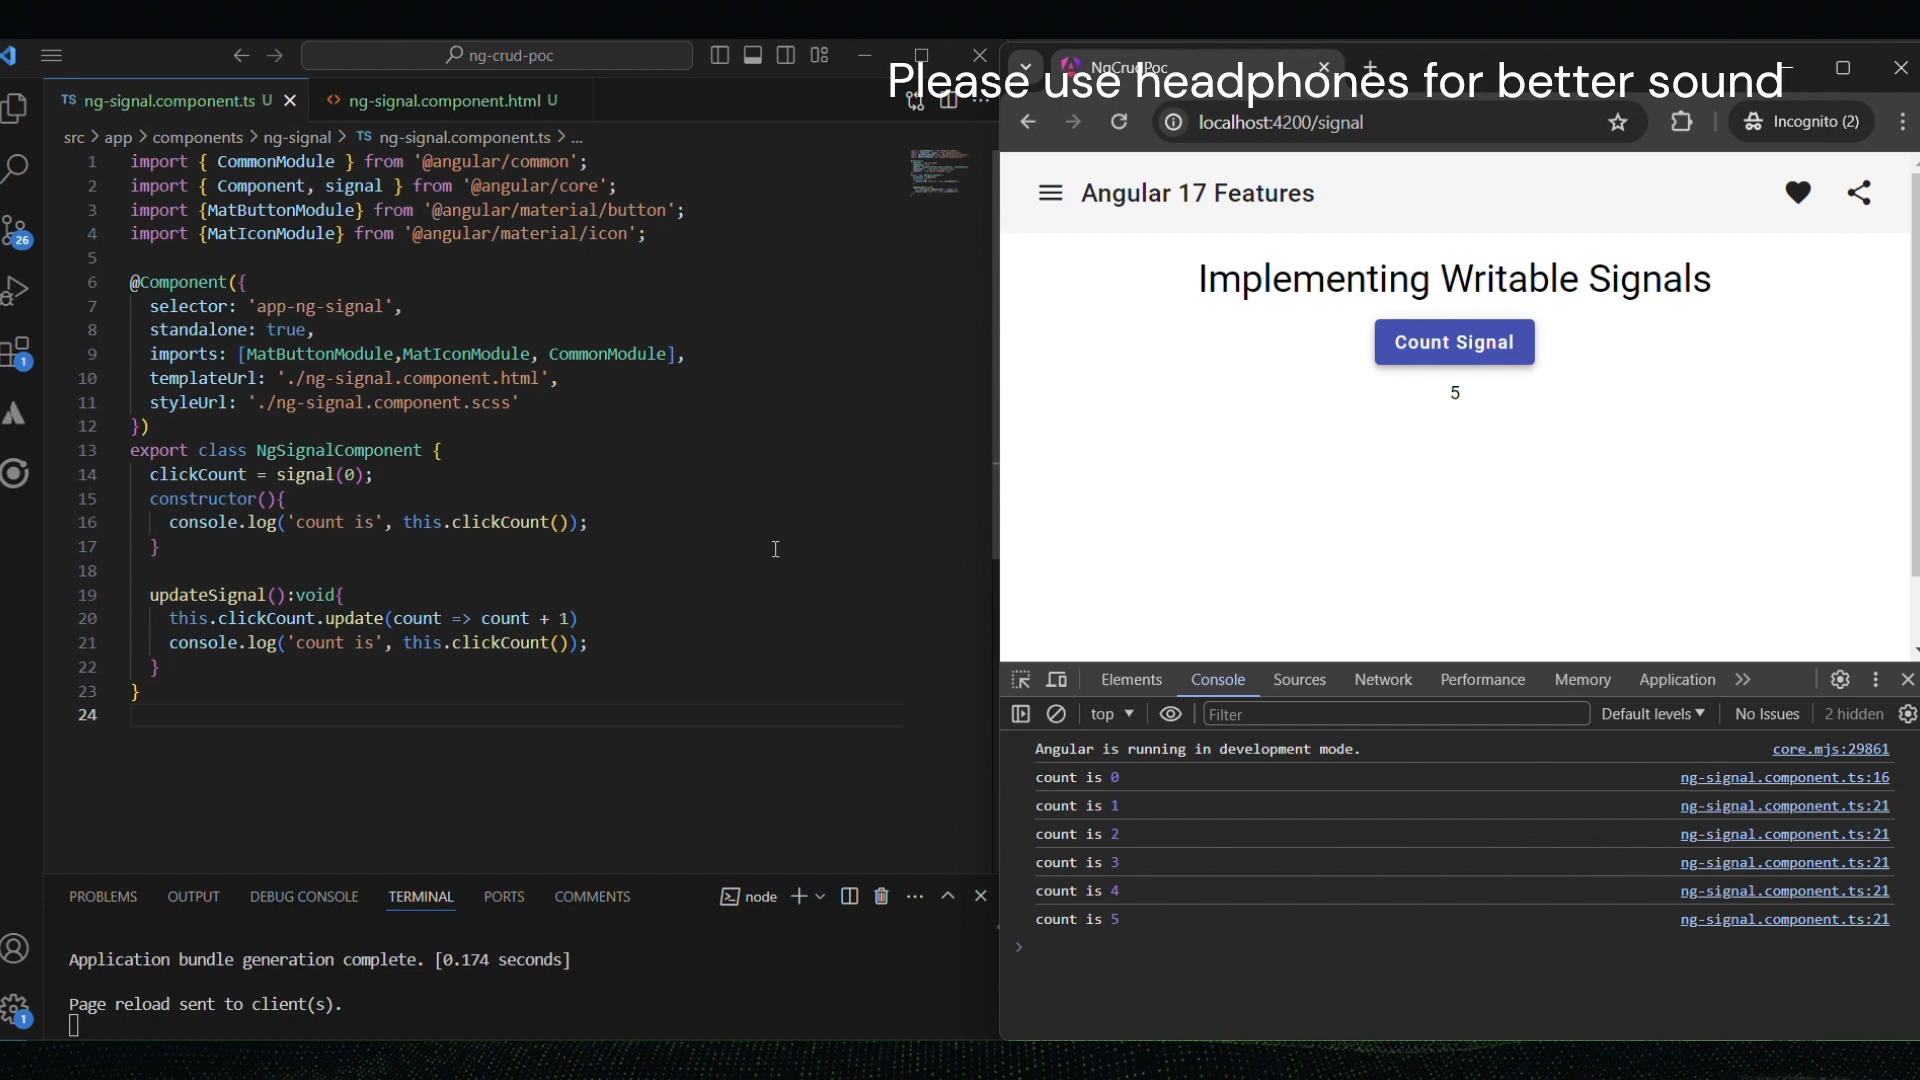 ng-crud-poc
TS ng-signal.component.ts U
<> ng-signal.component.html U
src > app > components > ng-signal > TS ng-signal.component.ts > ...
1 import { CommonModule } from '@angular/common';
2 import { Component, signal } from '@angular/core';
3 import {MatButtonModule} from '@angular/material/button';
4 import {MatIconModule} from '@angular/material/icon';
5
6 @Component({
7 selector: 'app-ng-signal',
8 standalone: true,
9 imports: [MatButtonModule,MatIconModule, CommonModule],
10 templateUrl: './ng-signal.component.html',
11 styleUrl: './ng-signal.component.scss'
12 })
13 export class NgSignalComponent {
14 clickCount = signal(0);
15 constructor(){
16 console.log('count is', this.clickCount());
17 }
18
19 updateSignal():void{
20 this.clickCount.update(count => count + 1)
21 console.log('count is', this.clickCount());
22 }
23 }
24
26
1
1
PROBLEMS OUTPUT DEBUG CONSOLE TERMINAL PORTS COMMENTS
node
Application bundle generation complete. [0.174 seconds]
Page reload sent to client(s).
Please use headphones for better sound
NgCrudPoc
localhost:4200/signal
Incognito (2)
Angular 17 Features
Implementing Writable Signals
Count Signal
5
Elements Console Sources Network Performance Memory Application
top Filter Default levels No Issues 2 hidden
Angular is running in development mode. core.mjs:29861
count is 0 ng-signal.component.ts:16
count is 1 ng-signal.component.ts:21
count is 2 ng-signal.component.ts:21
count is 3 ng-signal.component.ts:21
count is 4 ng-signal.component.ts:21
count is 5 ng-signal.component.ts:21